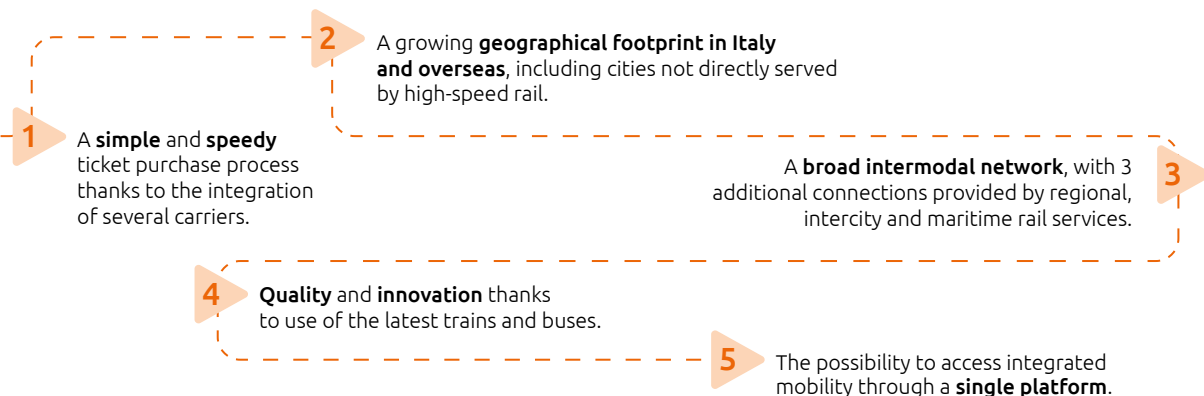 1
A simple and speedy
ticket purchase process
thanks to the integration
of several carriers.
2
A growing geographical footprint in Italy
and overseas, including cities not directly served
by high-speed rail.
3
A broad intermodal network, with 3
additional connections provided by regional,
intercity and maritime rail services.
4
Quality and innovation thanks
to use of the latest trains and buses.
5
The possibility to access integrated
mobility through a single platform.